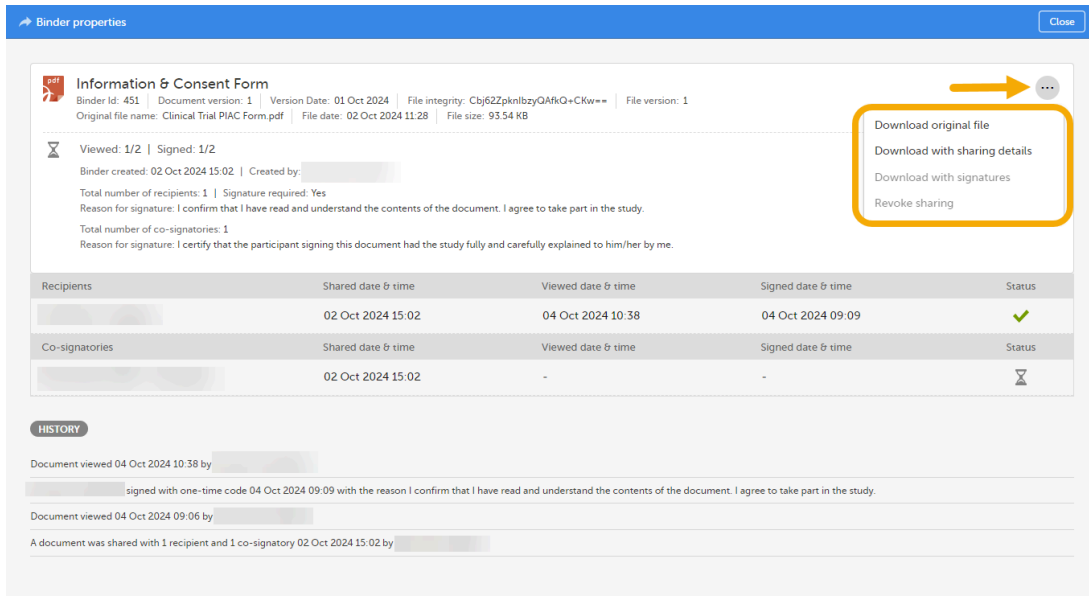 Binder properties
Close
pdf
Information & Consent Form
Binder Id: 451 Document version: 1 Version Date: 01 Oct 2024 File integrity: Cbj62ZpknIbzyQAfkQ+CKw== File version: 1
Original file name: Clinical Trial PIAC Form.pdf File date: 02 Oct 2024 11:28 File size: 93.54 KB
...
Download original file
Download with sharing details
Download with signatures
Revoke sharing
Viewed: 1/2 | Signed: 1/2
Binder created: 02 Oct 2024 15:02 | Created by:
Total number of recipients: 1 | Signature required: Yes
Reason for signature: I confirm that I have read and understand the contents of the document. I agree to take part in the study.
Total number of co-signatories: 1
Reason for signature: I certify that the participant signing this document had the study fully and carefully explained to him/her by me.
Recipients Shared date & time Viewed date & time Signed date & time Status
02 Oct 2024 15:02 04 Oct 2024 10:38 04 Oct 2024 09:09
Co-signatories Shared date & time Viewed date & time Signed date & time Status
02 Oct 2024 15:02 - -
HISTORY
Document viewed 04 Oct 2024 10:38 by
signed with one-time code 04 Oct 2024 09:09 with the reason I confirm that I have read and understand the contents of the document. I agree to take part in the study.
Document viewed 04 Oct 2024 09:06 by
A document was shared with 1 recipient and 1 co-signatory 02 Oct 2024 15:02 by